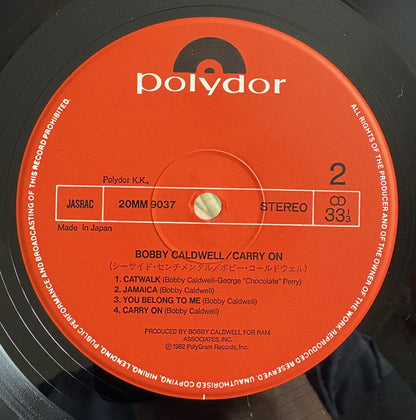 polydor
Polydor K.K.,
2
JASRAC
20MM 9037
STEREO
33 1/3
Made in Japan
BOBBY CALDWELL/CARRY ON
(シーサイド・センチメンタル/ボビー・コールドウェル)
1. CATWALK (Bobby Caldwell-George "Chocolate" Perry)
2. JAMAICA (Bobby Caldwell)
3. YOU BELONG TO ME (Bobby Caldwell)
4. CARRY ON (Bobby Caldwell)
PRODUCED BY BOBBY CALDWELL FOR RAM
ASSOCIATES, INC.
℗1982 PolyGram Records, Inc.
ALL RIGHTS OF THE PRODUCER AND OF THE OWNER OF THE WORK REPRODUCED RESERVED. UNAUTHORISED COPYING, HIRING, LENDING, PUBLIC PERFORMANCE AND BROADCASTING OF THIS RECORD PROHIBITED.